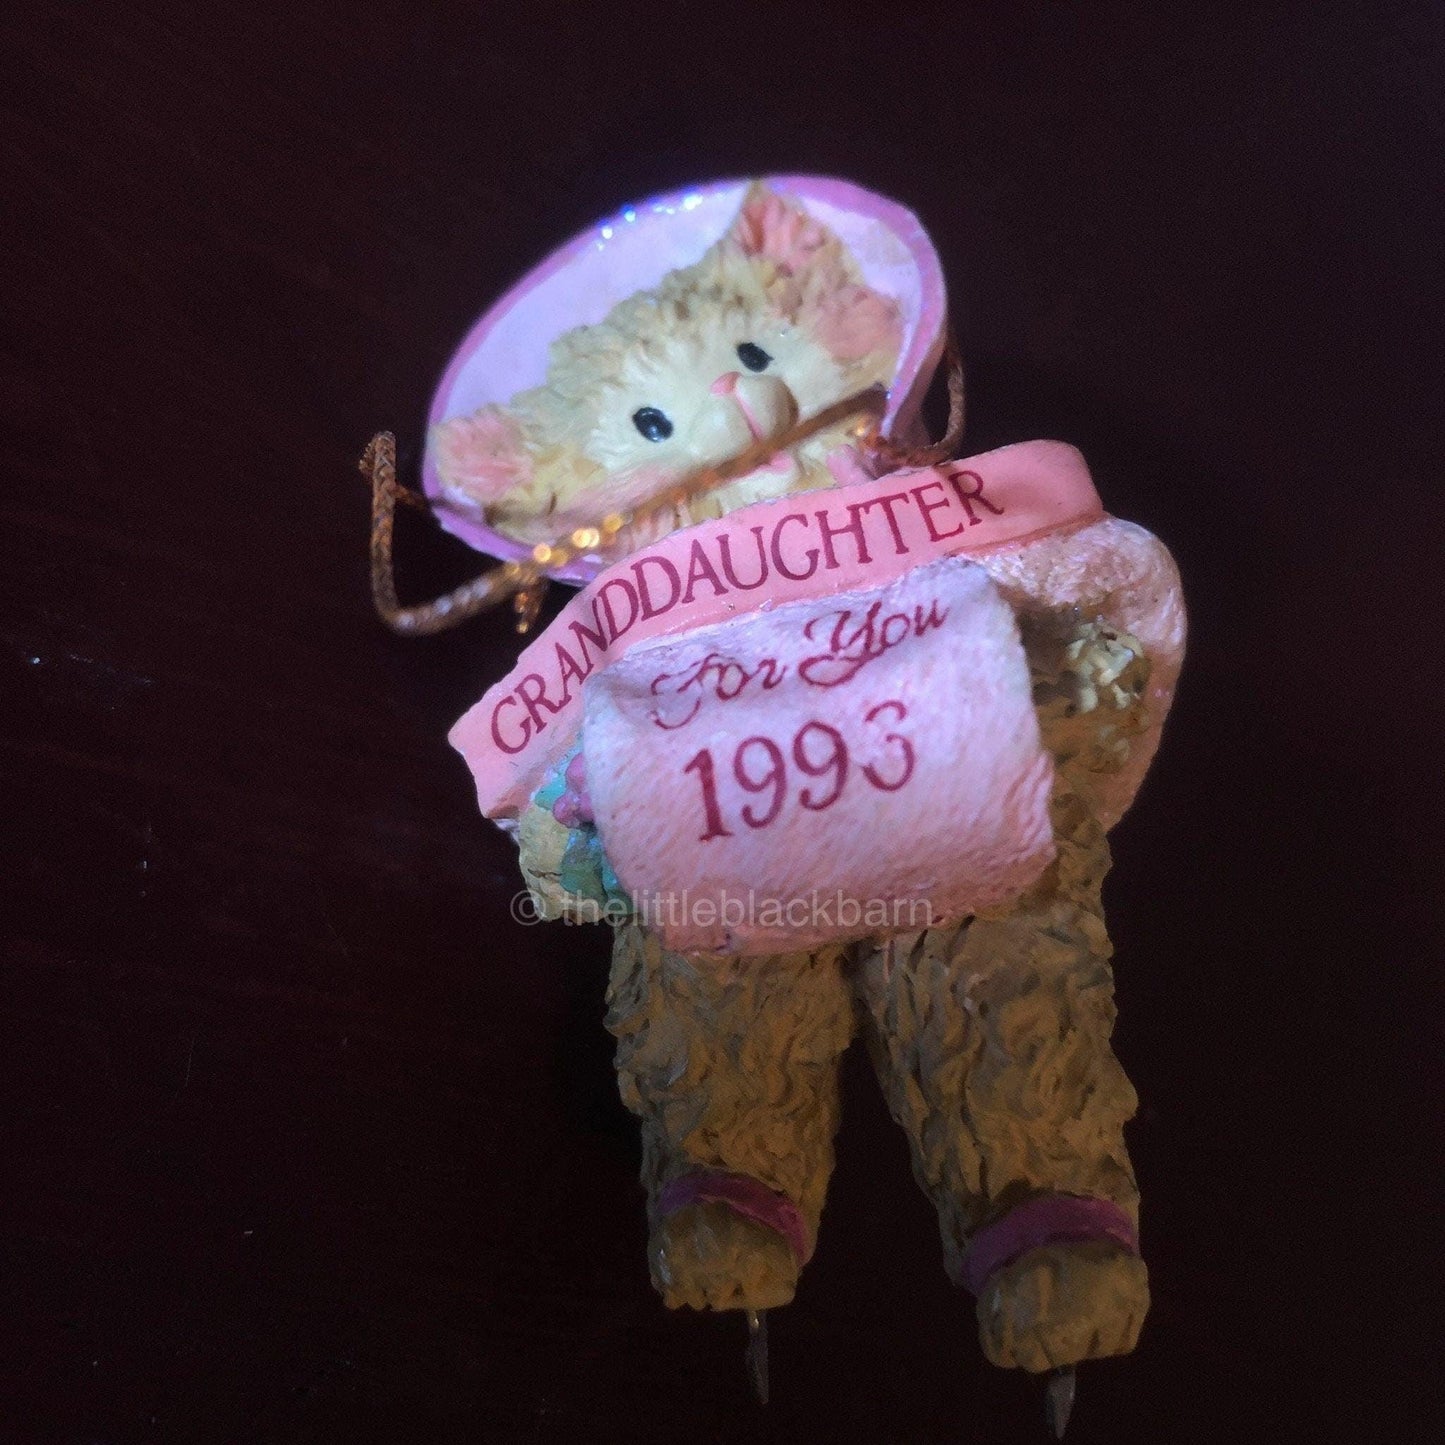 GRANDDAUGHTER
For You
1993
© thelittleblackbarn